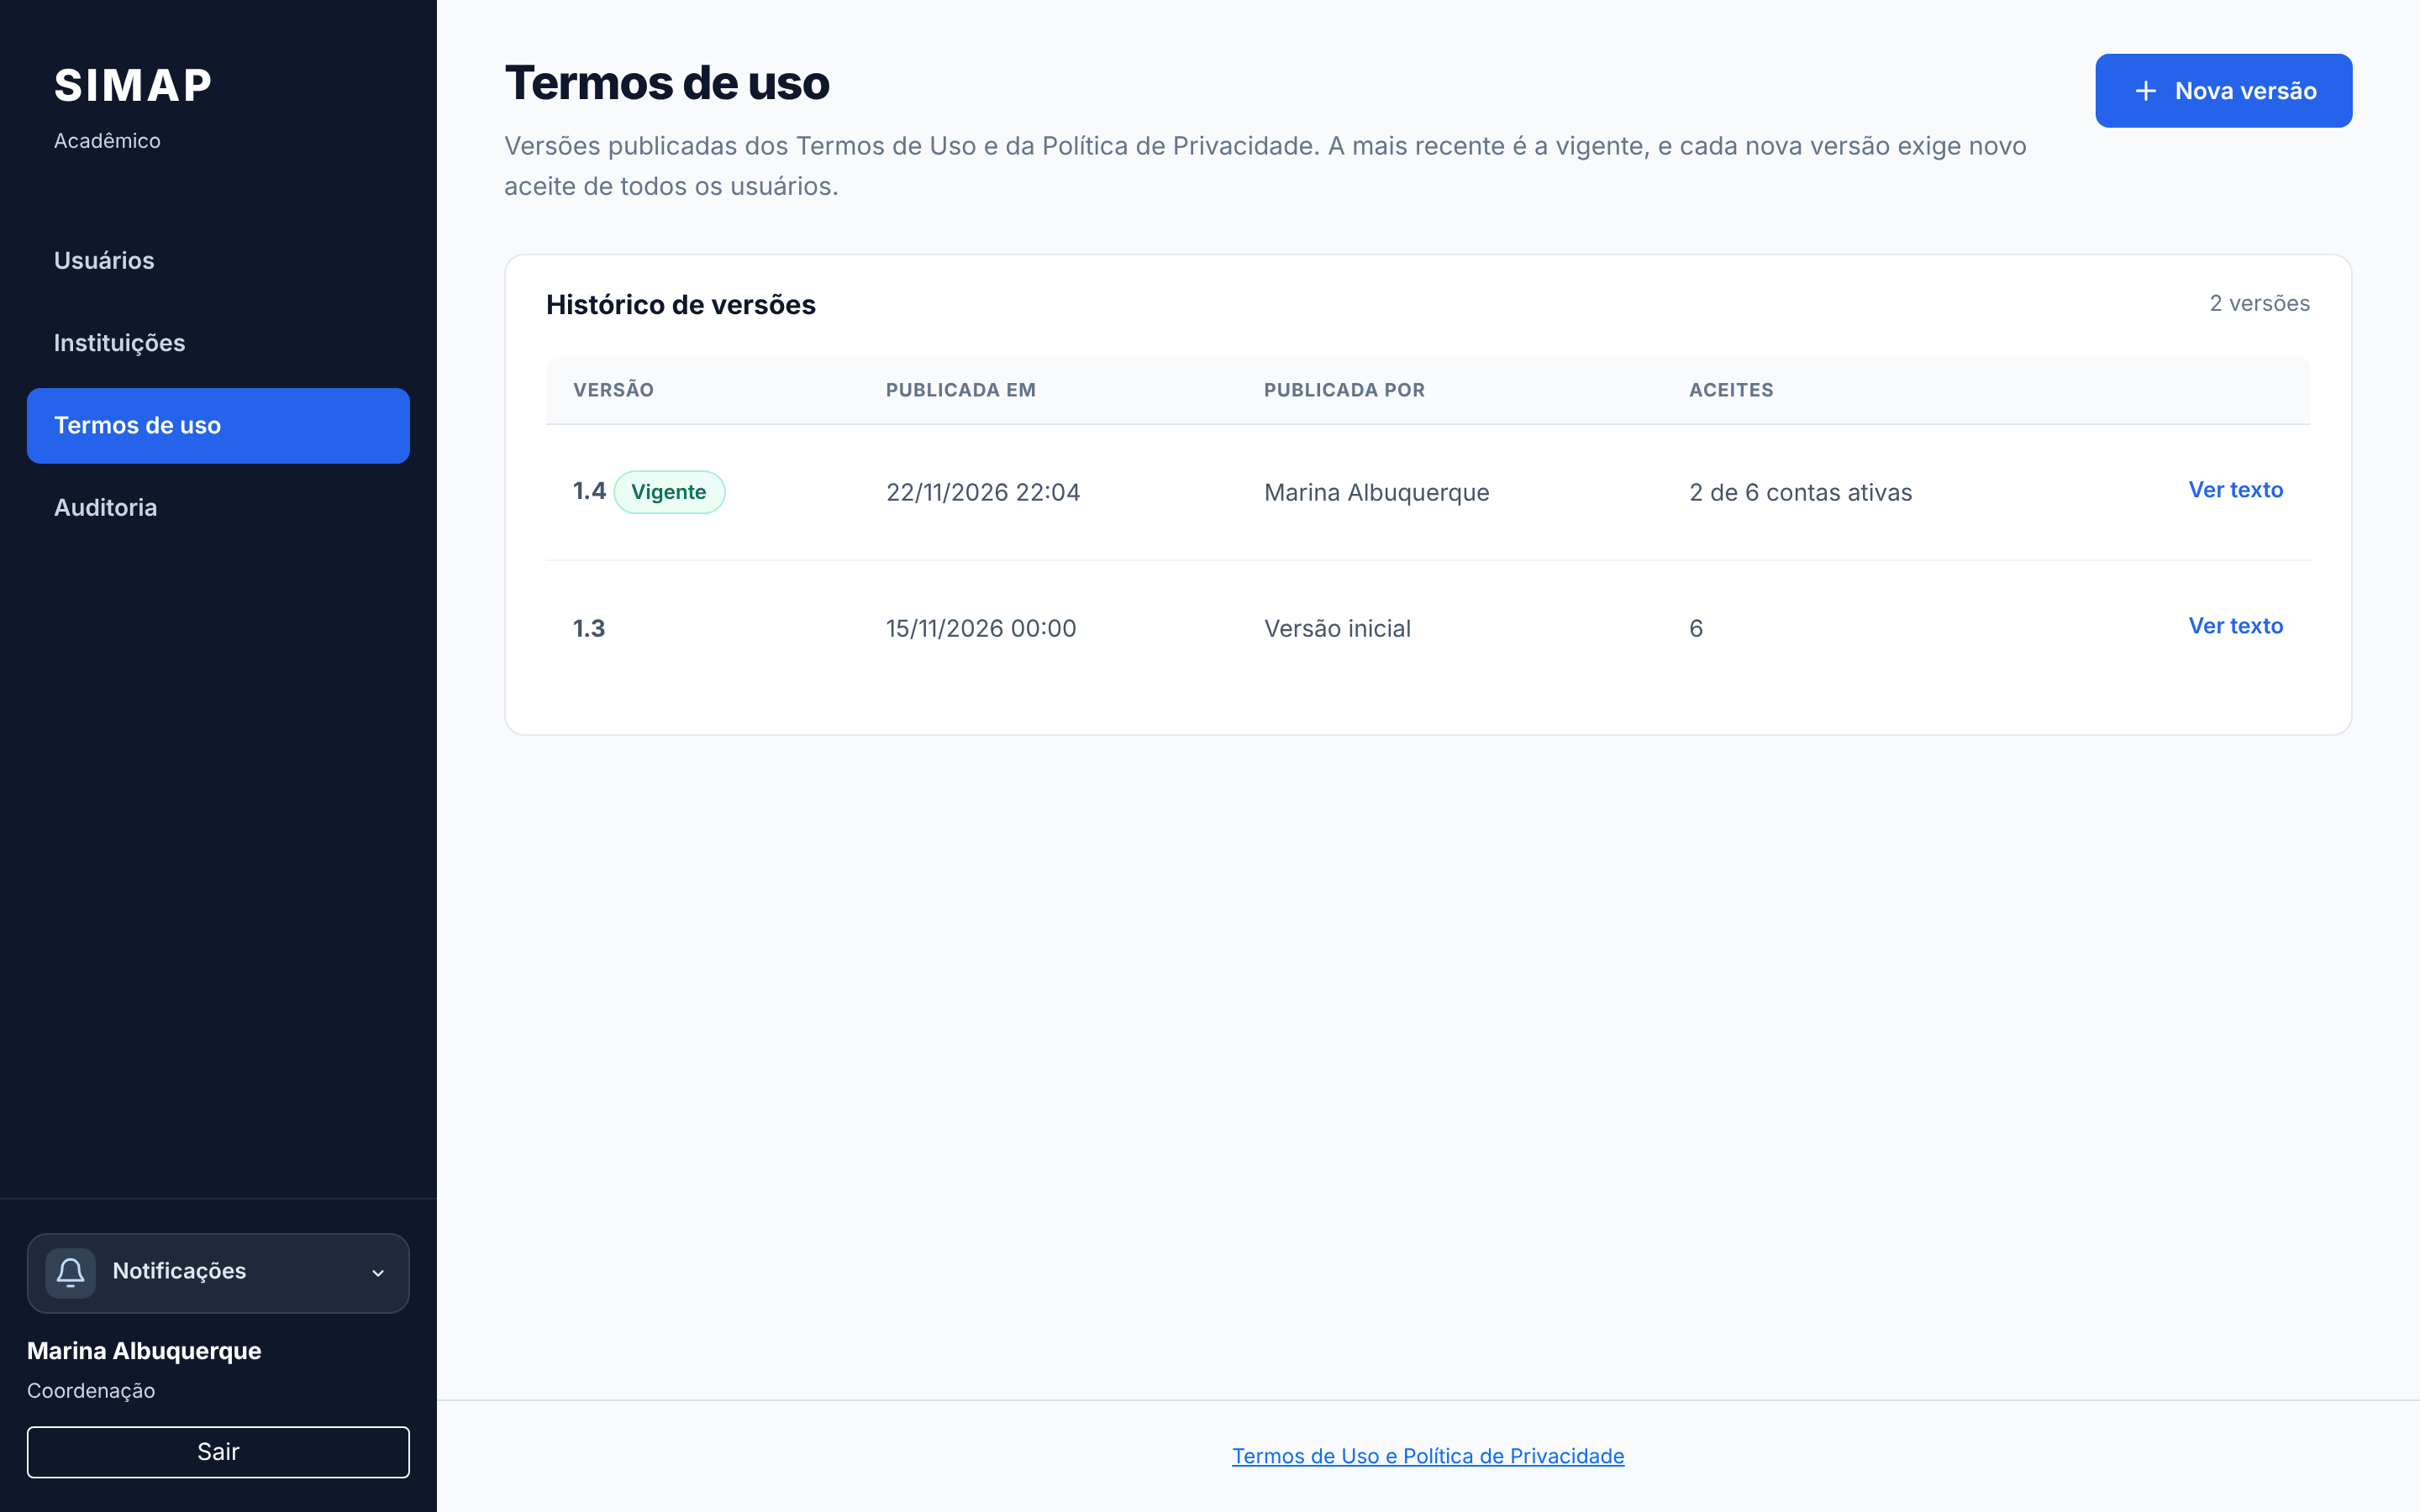 SIMAP
Acadêmico
Usuários
Instituições
Termos de uso
Auditoria
Notificações
Marina Albuquerque
Coordenação
Sair
Termos de uso
Nova versão
Versões publicadas dos Termos de Uso e da Política de Privacidade. A mais recente é a vigente, e cada nova versão exige novo
aceite de todos os usuários.
Histórico de versões
2 versões
VERSÃO PUBLICADA EM PUBLICADA POR ACEITES
1.4 Vigente 22/11/2026 22:04 Marina Albuquerque 2 de 6 contas ativas Ver texto
1.3 15/11/2026 00:00 Versão inicial 6 Ver texto
Termos de Uso e Política de Privacidade